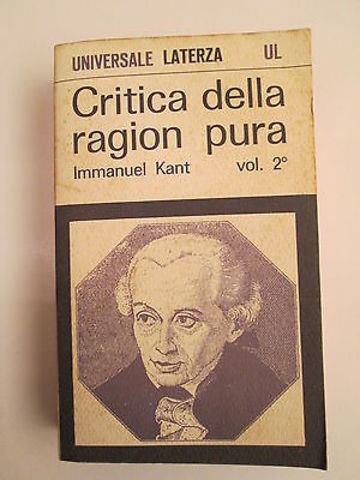 UNIVERSALE LATERZA UL
Critica della
ragion pura
Immanuel Kant vol. 2°